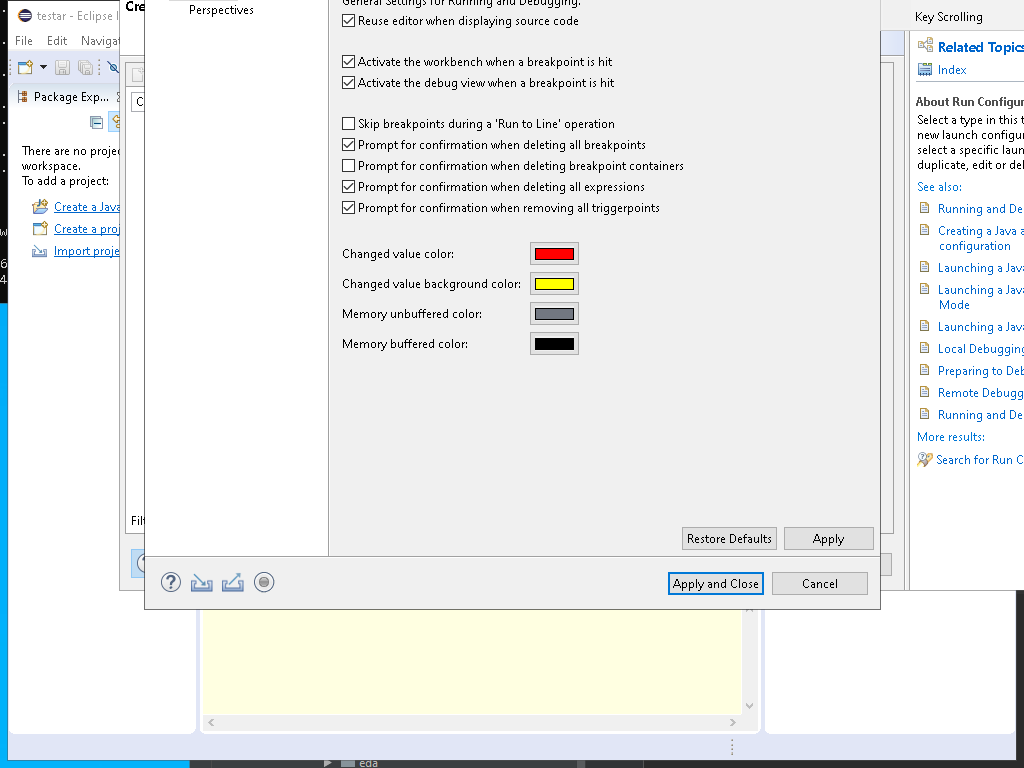 testar - Eclipse I
File Edit Navigat
Package Exp...
There are no proje
workspace.
To add a project:
Create a Java
Create a proj
Import proje
Cre
C
Filt
Perspectives
General Settings for Running and Debugging.
Reuse editor when displaying source code
Activate the workbench when a breakpoint is hit
Activate the debug view when a breakpoint is hit
Skip breakpoints during a 'Run to Line' operation
Prompt for confirmation when deleting all breakpoints
Prompt for confirmation when deleting breakpoint containers
Prompt for confirmation when deleting all expressions
Prompt for confirmation when removing all triggerpoints
Changed value color:
Changed value background color:
Memory unbuffered color:
Memory buffered color:
Restore Defaults Apply
Apply and Close Cancel
Key Scrolling
Related Topics
Index
About Run Configur
Select a type in this t
new launch configur
select a specific laun
duplicate, edit or del
See also:
Running and De
Creating a Java a
configuration
Launching a Java
Launching a Java
Mode
Launching a Java
Local Debugging
Preparing to Deb
Remote Debugg
Running and De
More results:
Search for Run C
eda